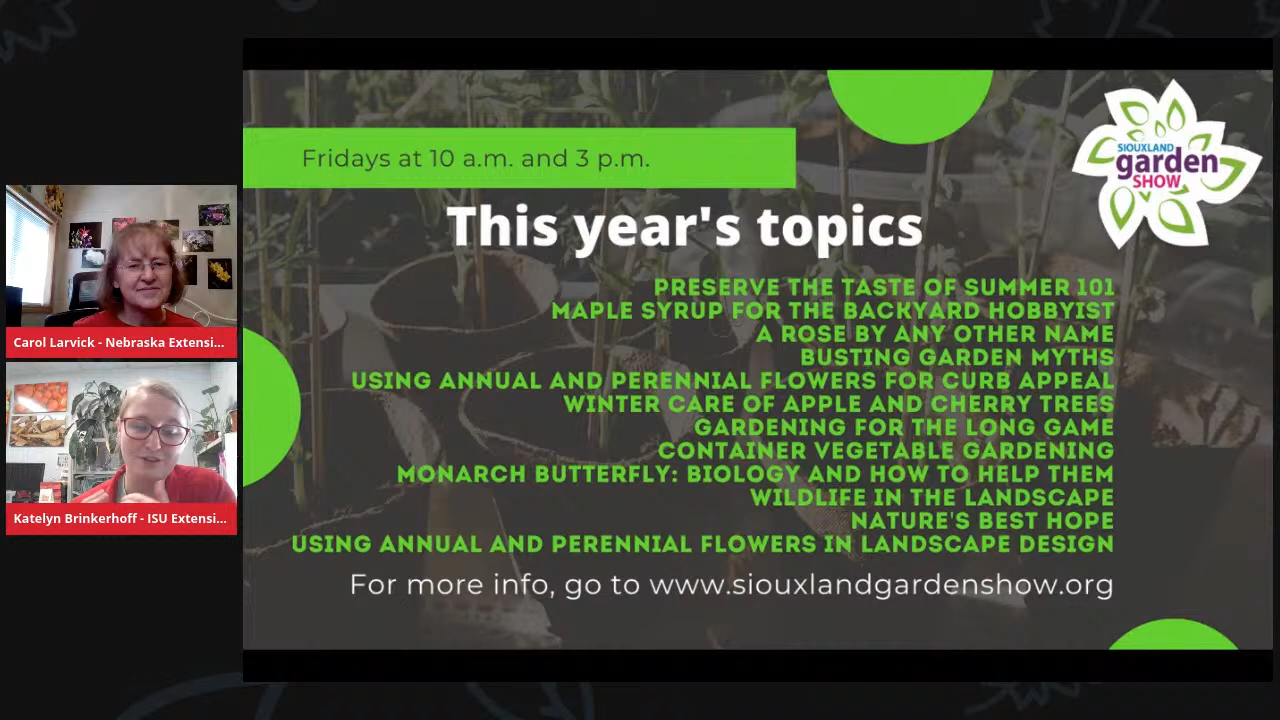 Fridays at 10 a.m. and 3 p.m.
SIOUXLAND
garden
SHOW
This year's topics
PRESERVE THE TASTE OF SUMMER 101
MAPLE SYRUP FOR THE BACKYARD HOBBYIST
A ROSE BY ANY OTHER NAME
BUSTING GARDEN MYTHS
USING ANNUAL AND PERENNIAL FLOWERS FOR CURB APPEAL
WINTER CARE OF APPLE AND CHERRY TREES
GARDENING FOR THE LONG GAME
CONTAINER VEGETABLE GARDENING
MONARCH BUTTERFLY: BIOLOGY AND HOW TO HELP THEM
WILDLIFE IN THE LANDSCAPE
NATURE'S BEST HOPE
USING ANNUAL AND PERENNIAL FLOWERS IN LANDSCAPE DESIGN
For more info, go to www.siouxlandgardenshow.org
Carol Larvick - Nebraska Extensi...
Katelyn Brinkerhoff - ISU Extensi...